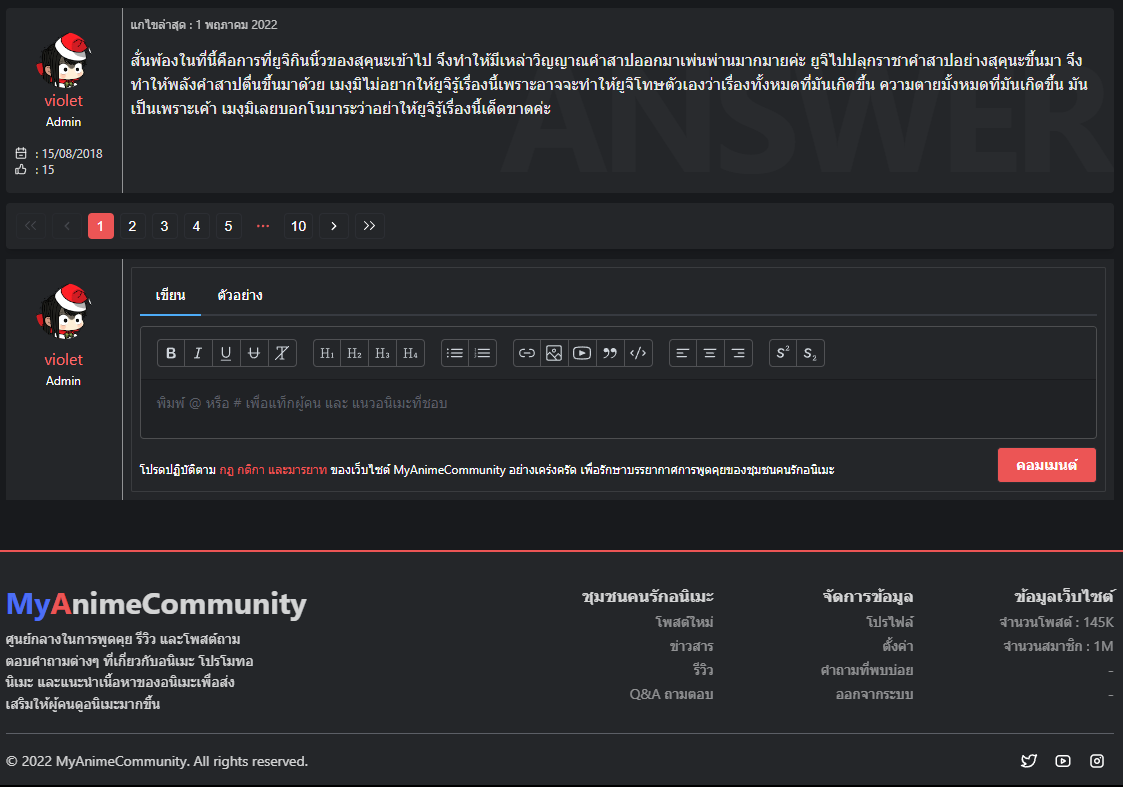 แกไขล่าสุด : 1 พฤษภาคม 2022
สั่นพ้องในที่นี้คือการที่ยูจิกินนิ้วของสุคุนะเข้าไป จึงทำให้มีเหล่าวิญญาณคำสาปออกมาเพ่นพ่านมากมายค่ะ ยูจิไปปลุกราชาคำสาปอย่างสุคุนะขึ้นมา จึง
ทำให้พลังคำสาปตื่นขึ้นมาด้วย เมงุมิไม่อยากให้ยูจิรู้เรื่องนี้เพราะอาจจะทำให้ยูจิโทษตัวเองว่าเรื่องทั้งหมดที่มันเกิดขึ้น ความตายมั้งหมดที่มันเกิดขึ้น มัน
เป็นเพราะเค้า เมงุมิเลยบอกโนบาระว่าอย่าให้ยูจิรู้เรื่องนี้เด็ดขาดค่ะ
ANSWER
violet
Admin
: 15/08/2018
: 15
1 2 3 4 5 ··· 10
violet
Admin
เขียน ตัวอย่าง
B I U U T H1 H2 H3 H4 S2 S2
พิมพ์ @ หรือ # เพื่อแท็กผู้คน และ แนวอนิเมะที่ชอบ
โปรดปฏิบัติตาม กฎ กติกา และมารยาท ของเว็บไซต์ MyAnimeCommunity อย่างเคร่งครัด เพื่อรักษาบรรยากาศการพูดคุยของชุมชนคนรักอนิเมะ
คอมเมนต์
MyAnimeCommunity
ศูนย์กลางในการพูดคุย รีวิว และโพสต์ถาม
ตอบคำถามต่างๆ ที่เกี่ยวกับอนิเมะ โปรโมทอ
นิเมะ และแนะนำเนื้อหาของอนิเมะเพื่อส่ง
เสริมให้ผู้คนดูอนิเมะมากขึ้น
ชุมชนคนรักอนิเมะ
โพสต์ใหม่
ข่าวสาร
รีวิว
Q&A ถามตอบ
จัดการข้อมูล
โปรไฟล์
ตั้งค่า
คำถามที่พบบ่อย
ออกจากระบบ
ข้อมูลเว็บไซต์
จำนวนโพสต์ : 145K
จำนวนสมาชิก : 1M
-
-
© 2022 MyAnimeCommunity. All rights reserved.